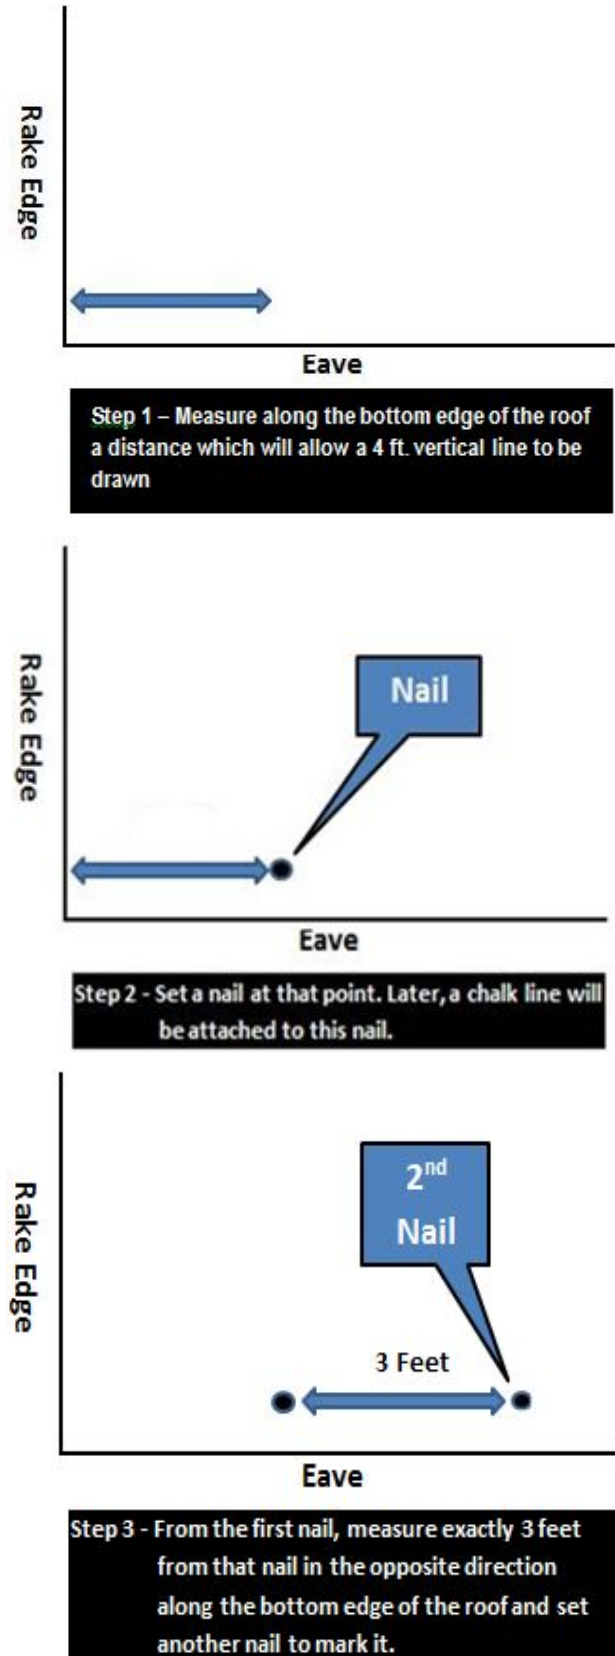 Rake Edge
Eave
Step 1 – Measure along the bottom edge of the roof
a distance which will allow a 4 ft. vertical line to be
drawn
Rake Edge
Nail
Eave
Step 2 - Set a nail at that point. Later, a chalk line will
be attached to this nail.
Rake Edge
2nd
Nail
3 Feet
Eave
Step 3 - From the first nail, measure exactly 3 feet
from that nail in the opposite direction
along the bottom edge of the roof and set
another nail to mark it.